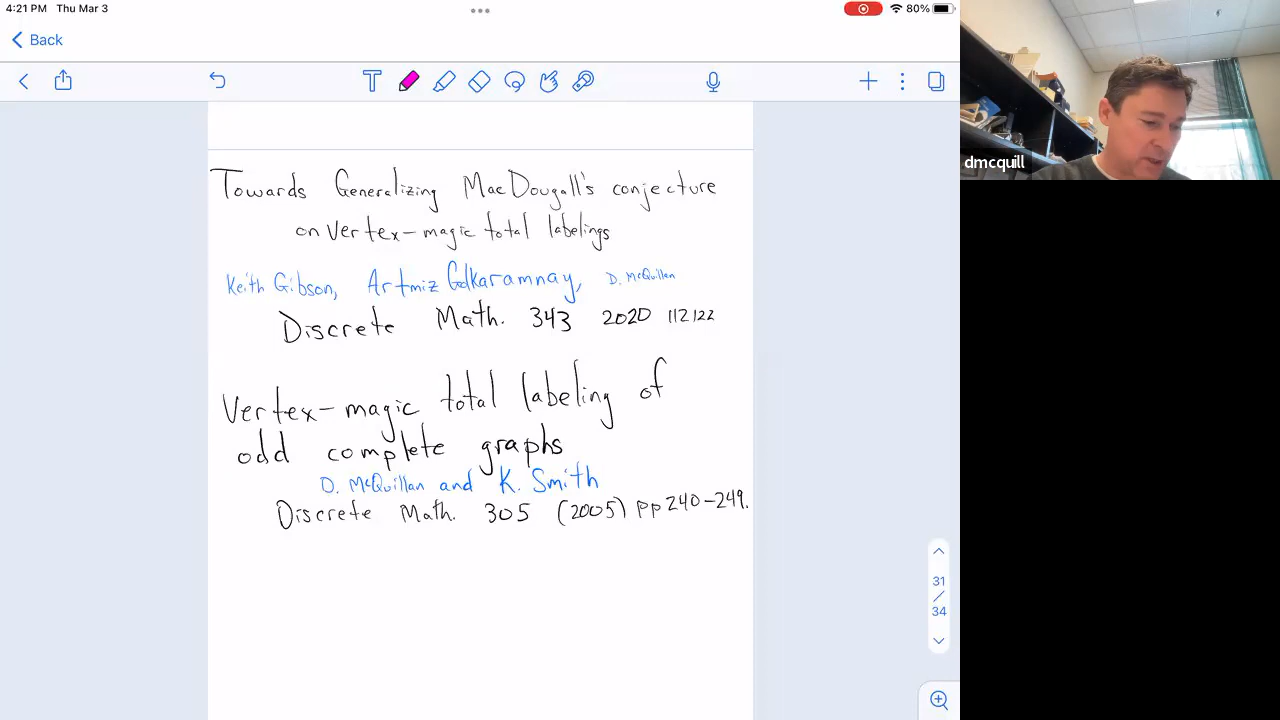 4:21 PM Thu Mar 3
80%
Back
T
Towards Generalizing MacDougall's conjecture
on vertex-magic total labelings
Keith Gibson, Artmiz Golkaramnay, D. McQuillan
Discrete Math. 343 2020 112122
Vertex-magic total labeling of
odd complete graphs
D. McQuillan and K. Smith
Discrete Math. 305 (2005) pp 240-249.
31
/
34
dmcquill